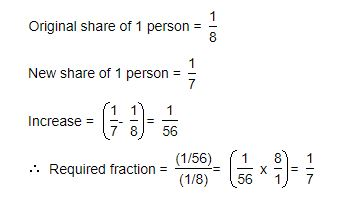 Original share of 1 person = 1/8
New share of 1 person = 1/7
Increase = (1/7 - 1/8) = 1/56
∴ Required fraction = (1/56)/(1/8) = (1/56 x 8/1) = 1/7